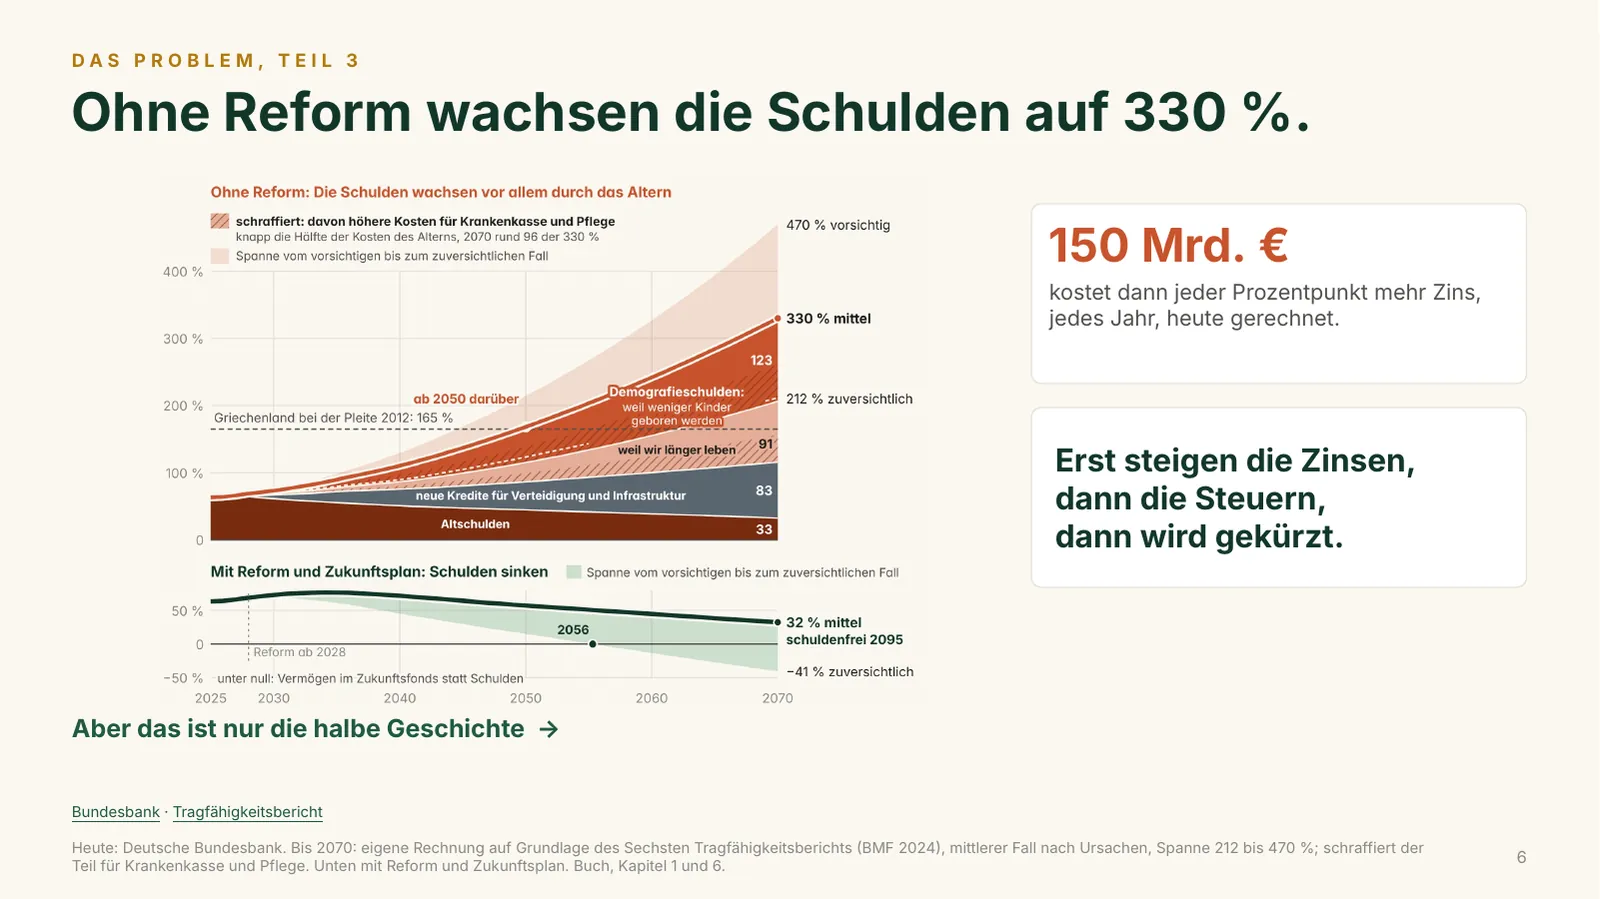 DAS PROBLEM, TEIL 3
Ohne Reform wachsen die Schulden auf 330 %.
Ohne Reform: Die Schulden wachsen vor allem durch das Altern
schraffiert: davon höhere Kosten für Krankenkasse und Pflege
knapp die Hälfte der Kosten des Alterns, 2070 rund 96 der 330 %
Spanne vom vorsichtigen bis zum zuversichtlichen Fall
470 % vorsichtig
400 %
330 % mittel
300 %
123
Demografieschulden:
weil weniger Kinder
geboren werden
ab 2050 darüber
212 % zuversichtlich
200 %
Griechenland bei der Pleite 2012: 165 %
weil wir länger leben
91
100 %
neue Kredite für Verteidigung und Infrastruktur
83
Altschulden
33
0
Mit Reform und Zukunftsplan: Schulden sinken
Spanne vom vorsichtigen bis zum zuversichtlichen Fall
50 %
2056
32 % mittel
schuldenfrei 2095
0
Reform ab 2028
−41 % zuversichtlich
−50 %
unter null: Vermögen im Zukunftsfonds statt Schulden
2025
2030
2040
2050
2060
2070
150 Mrd. €
kostet dann jeder Prozentpunkt mehr Zins,
jedes Jahr, heute gerechnet.
Erst steigen die Zinsen,
dann die Steuern,
dann wird gekürzt.
Aber das ist nur die halbe Geschichte →
Bundesbank · Tragfähigkeitsbericht
Heute: Deutsche Bundesbank. Bis 2070: eigene Rechnung auf Grundlage des Sechsten Tragfähigkeitsberichts (BMF 2024), mittlerer Fall nach Ursachen, Spanne 212 bis 470 %; schraffiert der
Teil für Krankenkasse und Pflege. Unten mit Reform und Zukunftsplan. Buch, Kapitel 1 und 6.
6